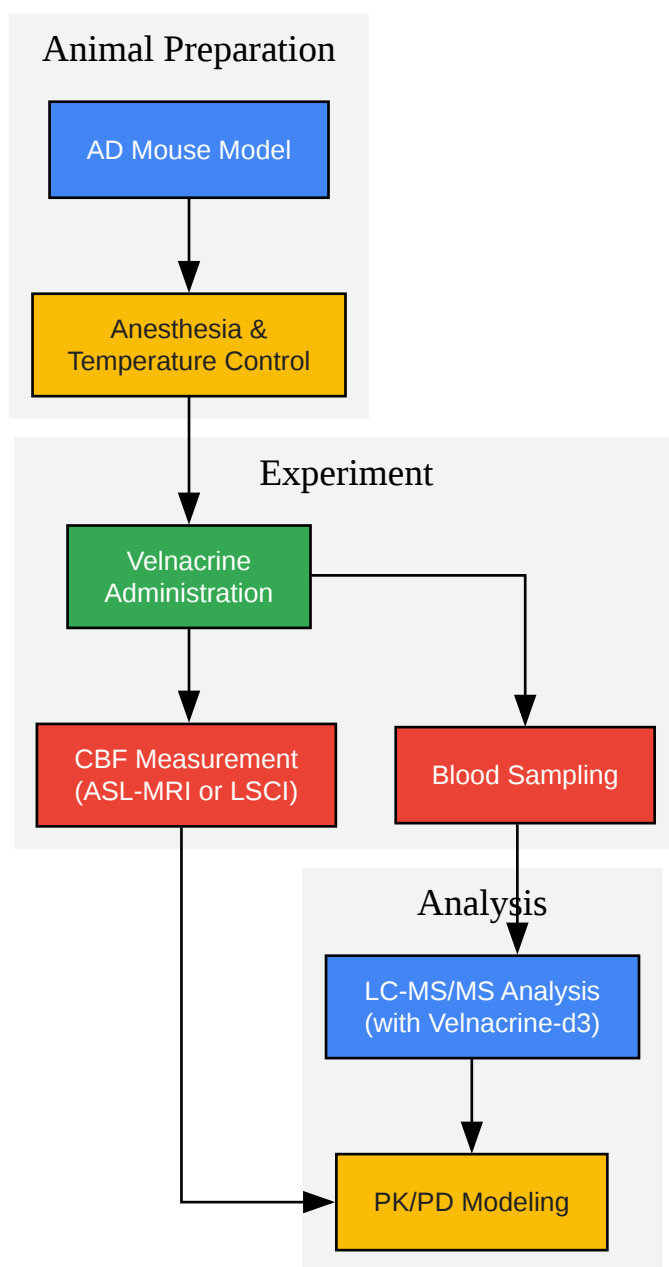 Animal Preparation
AD Mouse Model
Anesthesia &
Temperature Control
Experiment
Velnacrine
Administration
CBF Measurement
(ASL-MRI or LSCI)
Blood Sampling
Analysis
LC-MS/MS Analysis
(with Velnacrine-d3)
PK/PD Modeling